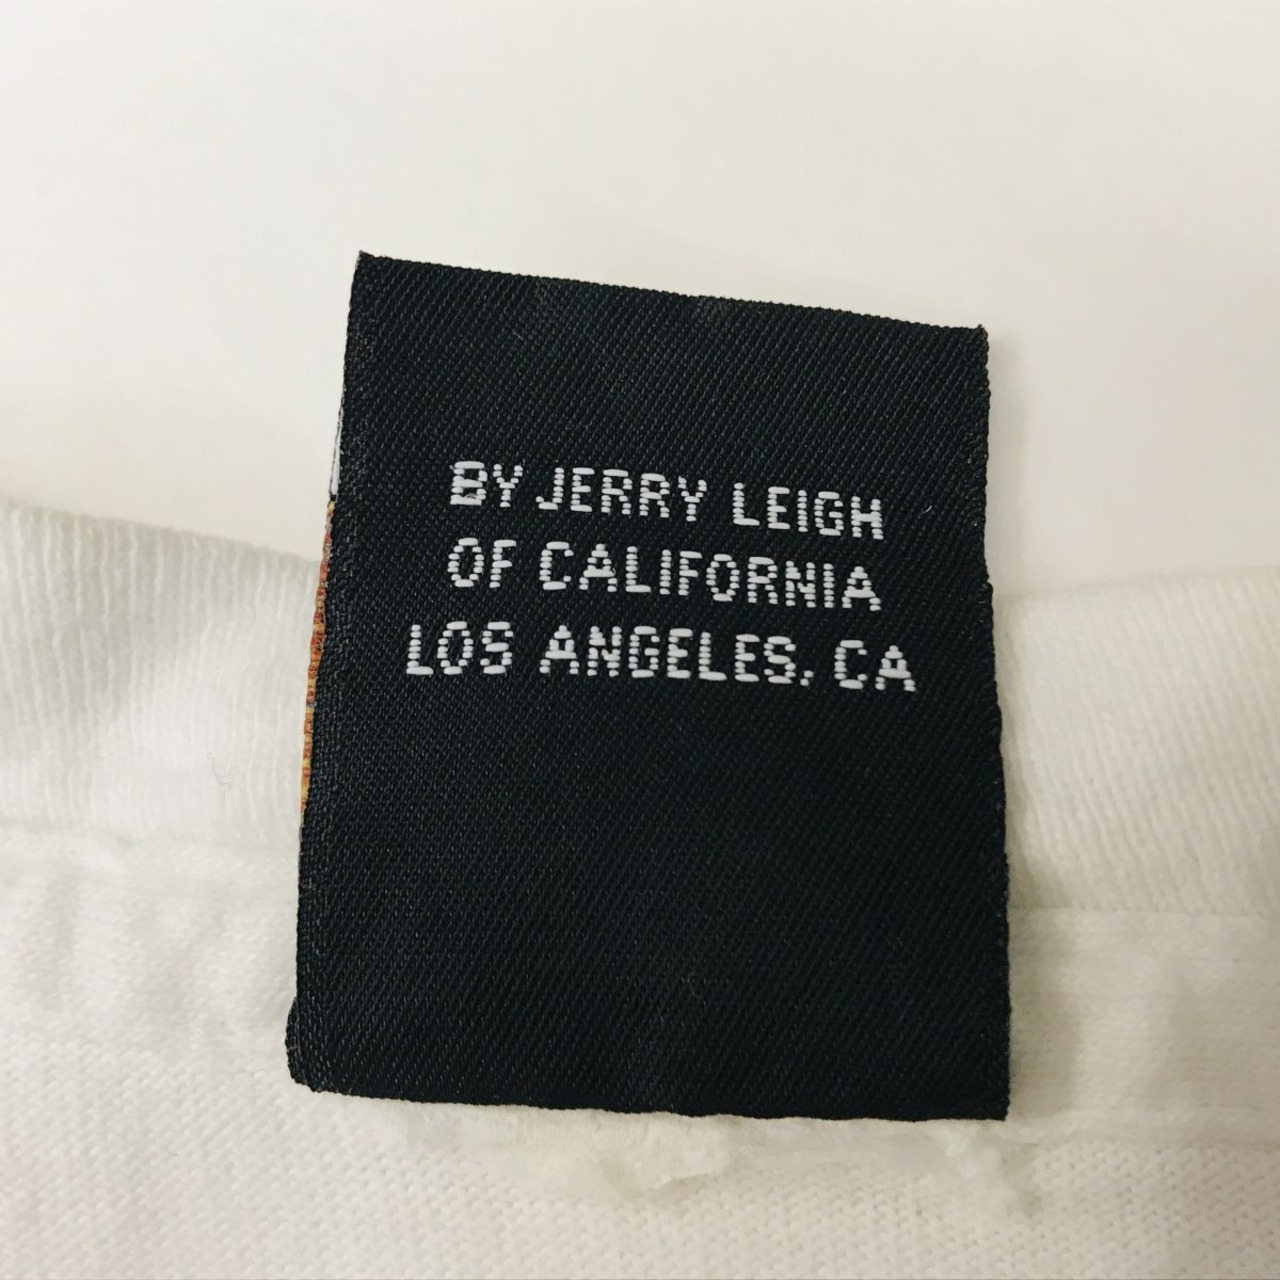 BY JERRY LEIGH
OF CALIFORNIA
LOS ANGELES, CA